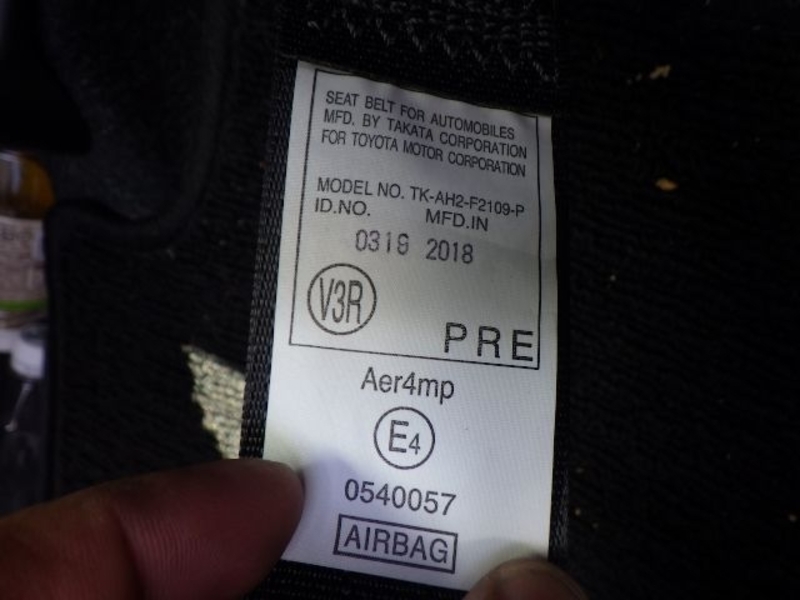 SEAT BELT FOR AUTOMOBILES
MFD. BY TAKATA CORPORATION
FOR TOYOTA MOTOR CORPORATION
MODEL NO. TK-AH2-F2109-P
ID.NO. MFD.IN
0319 2018
V3R
PRE
Aer4mp
E4
0540057
AIRBAG